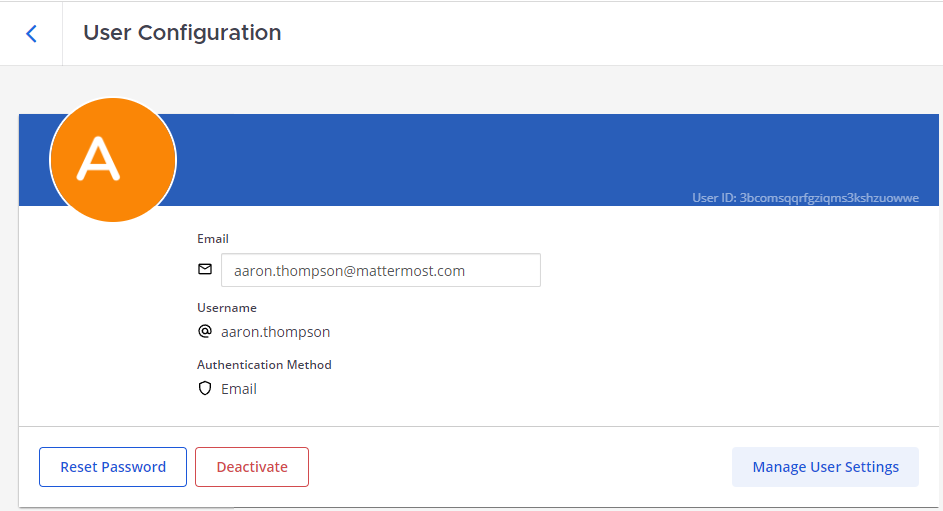 User Configuration
A
User ID: 3bcomsqqrfgziqms3kshzuowwe
Email
aaron.thompson@mattermost.com
Username
aaron.thompson
Authentication Method
Email
Reset Password
Deactivate
Manage User Settings